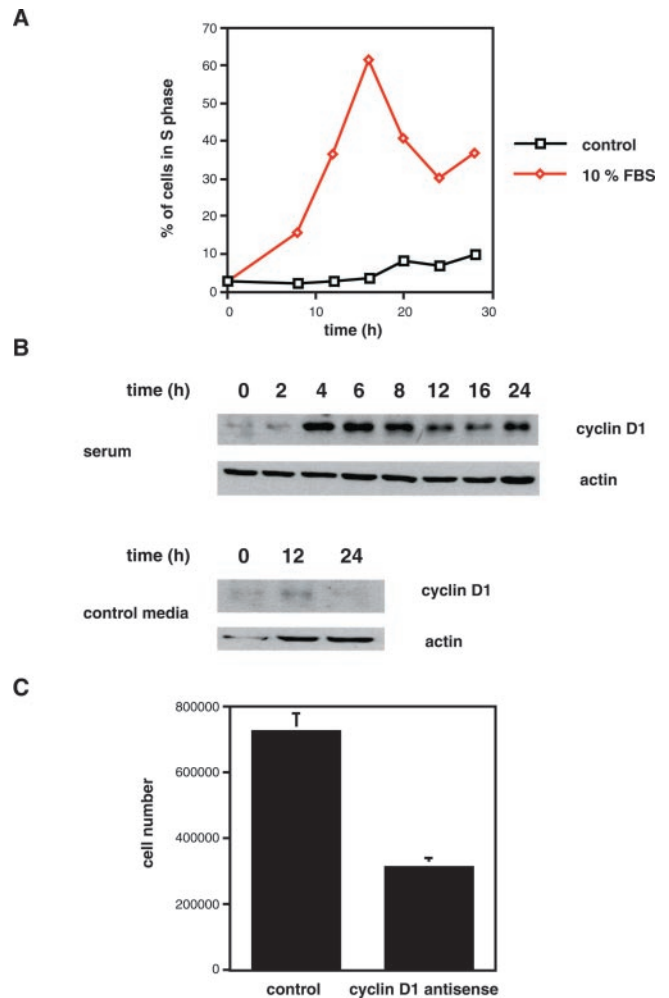 A
70
60
50
40
30
20
10
0
% of cells in S phase
0 10 20 30
time (h)
control
10 % FBS
B
time (h) 0 2 4 6 8 12 16 24
cyclin D1
serum
actin
time (h) 0 12 24
cyclin D1
control media
actin
C
800000
600000
400000
200000
0
cell number
control cyclin D1 antisense